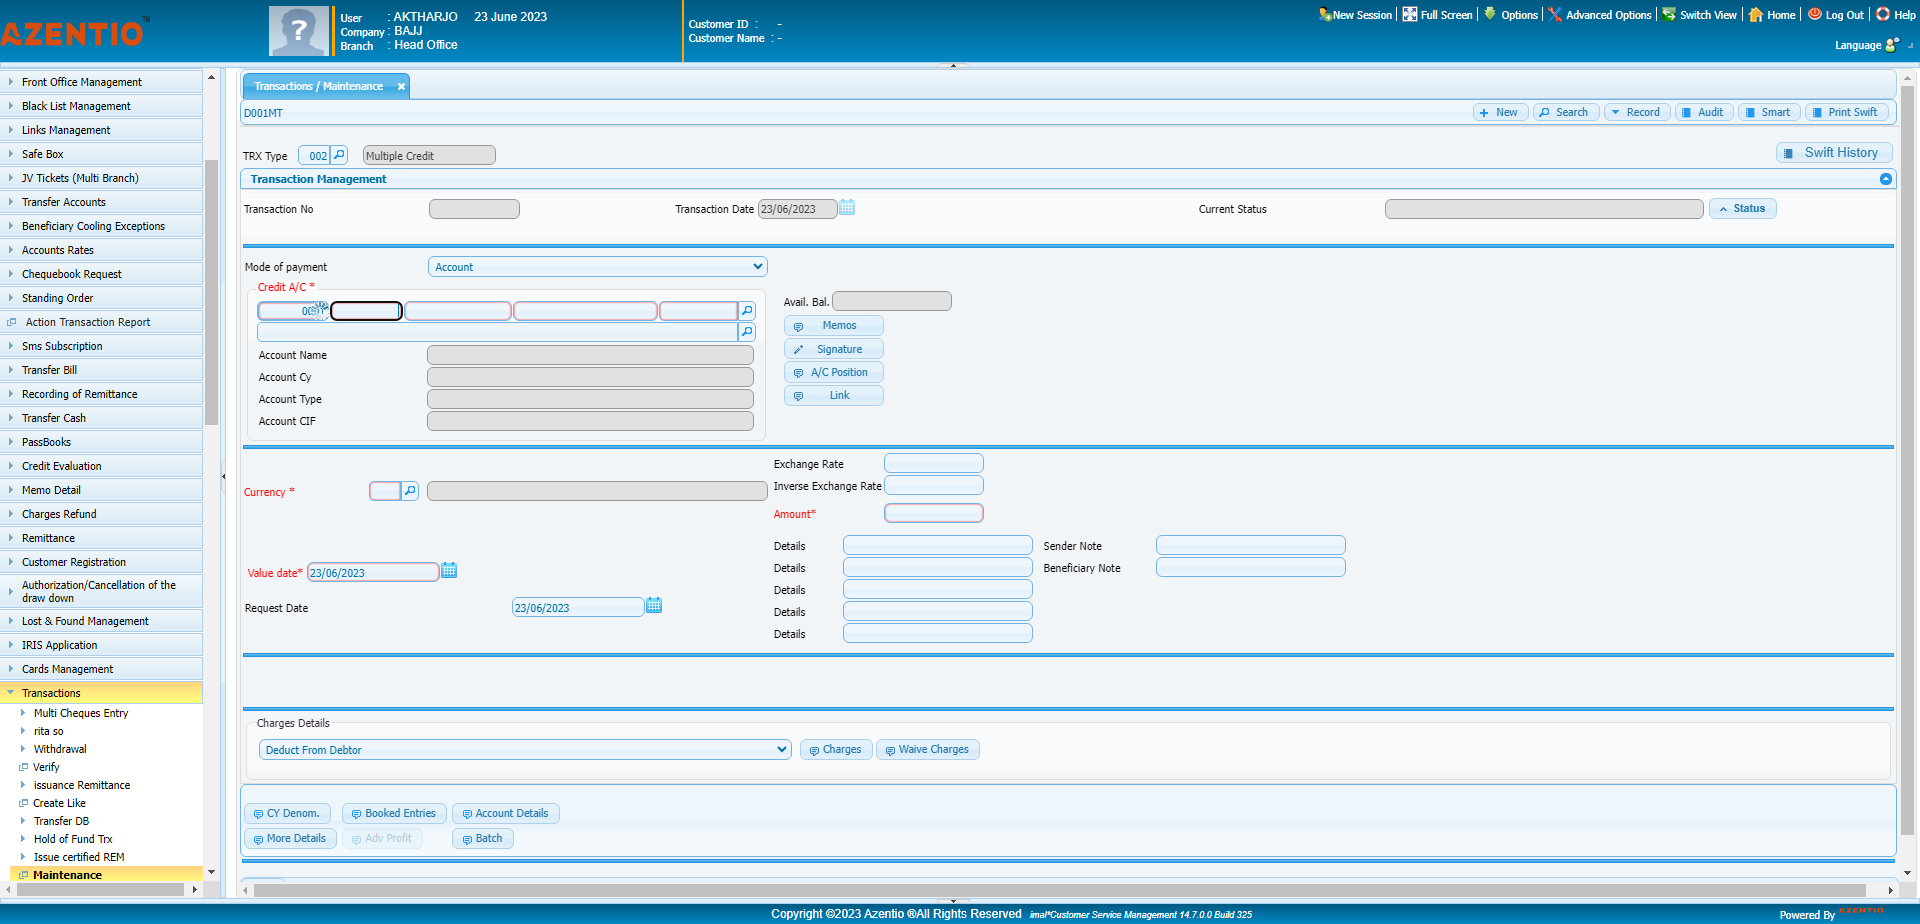 AZENTIO TM
User : AKTHARJO 23 June 2023
Company : BAJJ
Branch : Head Office
Customer ID : -
Customer Name : -
New Session Full Screen Options Advanced Options Switch View Home Log Out Help
Language
Front Office Management
Black List Management
Links Management
Safe Box
JV Tickets (Multi Branch)
Transfer Accounts
Beneficiary Cooling Exceptions
Accounts Rates
Chequebook Request
Standing Order
Action Transaction Report
Sms Subscription
Transfer Bill
Recording of Remittance
Transfer Cash
PassBooks
Credit Evaluation
Memo Detail
Charges Refund
Remittance
Customer Registration
Authorization/Cancellation of the
draw down
Lost & Found Management
IRIS Application
Cards Management
Transactions
Multi Cheques Entry
rita so
Withdrawal
Verify
issuance Remittance
Create Like
Transfer DB
Hold of Fund Trx
Issue certified REM
Maintenance
Transactions / Maintenance
D001MT
New Search Record Audit Smart Print Swift
TRX Type 002 Multiple Credit
Swift History
Transaction Management
Transaction No Transaction Date 23/06/2023 Current Status Status
Mode of payment Account
Credit A/C *
Avail. Bal.
Memos
Signature
A/C Position
Link
Account Name
Account Cy
Account Type
Account CIF
Exchange Rate
Inverse Exchange Rate
Currency *
Amount*
Details Sender Note
Details Beneficiary Note
Details
Details
Details
Value date* 23/06/2023
Request Date 23/06/2023
Charges Details
Deduct From Debtor Charges Waive Charges
CY Denom. Booked Entries Account Details
More Details Adv Profit Batch
Copyright ©2023 Azentio ®All Rights Reserved imal*Customer Service Management 14.7.0.0 Build 325
Powered By AZENTIO